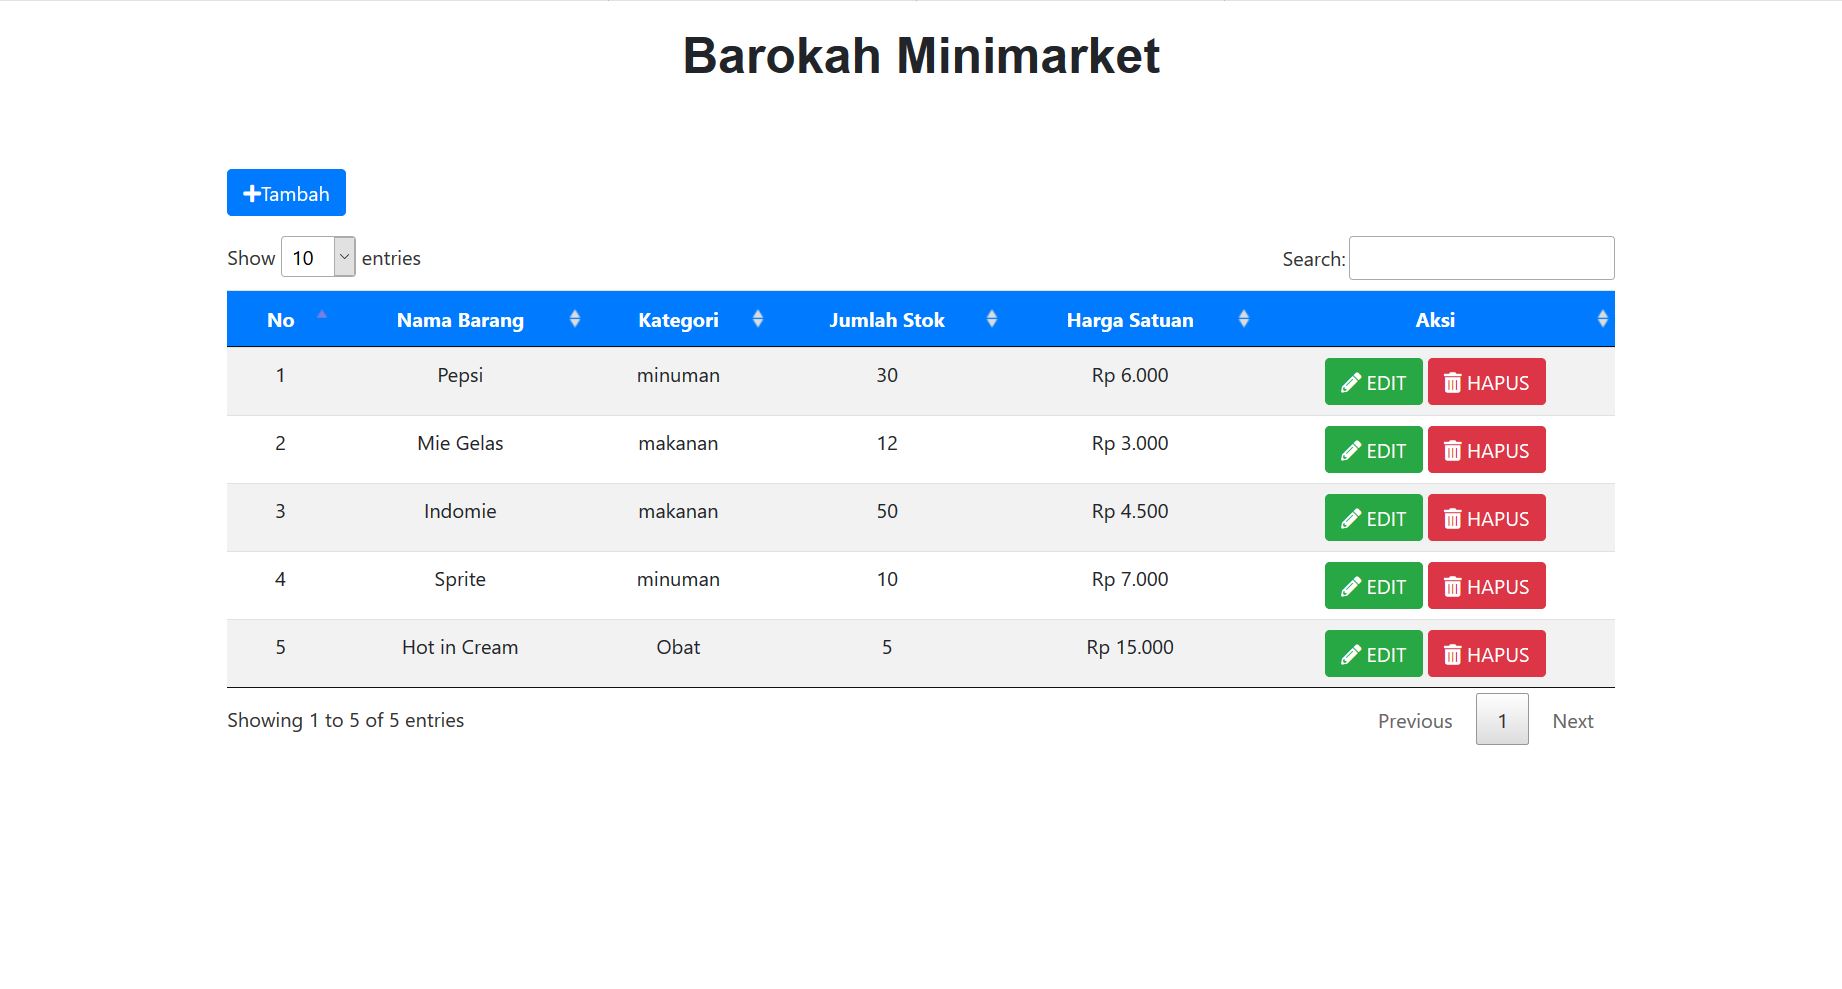 Barokah Minimarket
Tambah
Show 10 entries Search:
No Nama Barang Kategori Jumlah Stok Harga Satuan Aksi
1 Pepsi minuman 30 Rp 6.000 EDIT HAPUS
2 Mie Gelas makanan 12 Rp 3.000 EDIT HAPUS
3 Indomie makanan 50 Rp 4.500 EDIT HAPUS
4 Sprite minuman 10 Rp 7.000 EDIT HAPUS
5 Hot in Cream Obat 5 Rp 15.000 EDIT HAPUS
Showing 1 to 5 of 5 entries Previous 1 Next